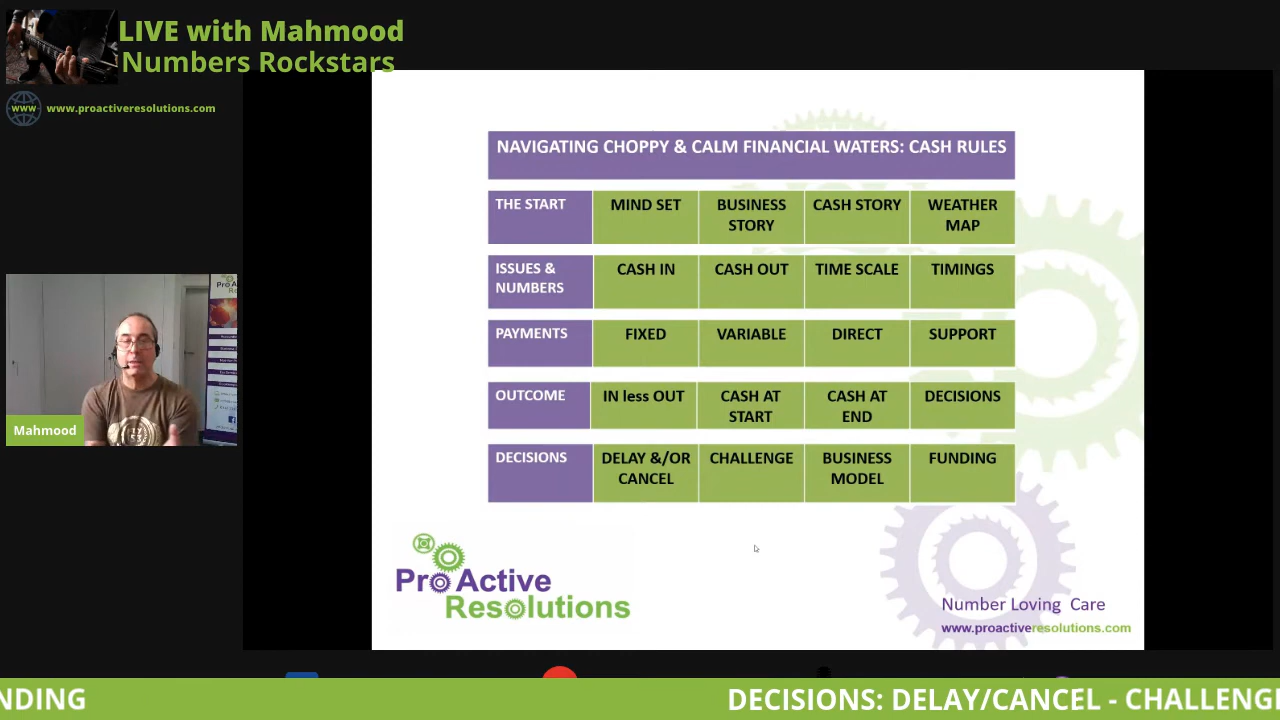 LIVE with Mahmood
Numbers Rockstars
www
www.proactiveresolutions.com
NAVIGATING CHOPPY & CALM FINANCIAL WATERS: CASH RULES
THE START
MIND SET
BUSINESS
STORY
CASH STORY
WEATHER
MAP
ISSUES &
NUMBERS
CASH IN
CASH OUT
TIME SCALE
TIMINGS
PAYMENTS
FIXED
VARIABLE
DIRECT
SUPPORT
OUTCOME
IN less OUT
CASH AT
START
CASH AT
END
DECISIONS
DECISIONS
DELAY &/OR
CANCEL
CHALLENGE
BUSINESS
MODEL
FUNDING
Mahmood
ProActive
Resolutions
Number Loving Care
www.proactiveresolutions.com
NDING
DECISIONS: DELAY/CANCEL - CHALLENG